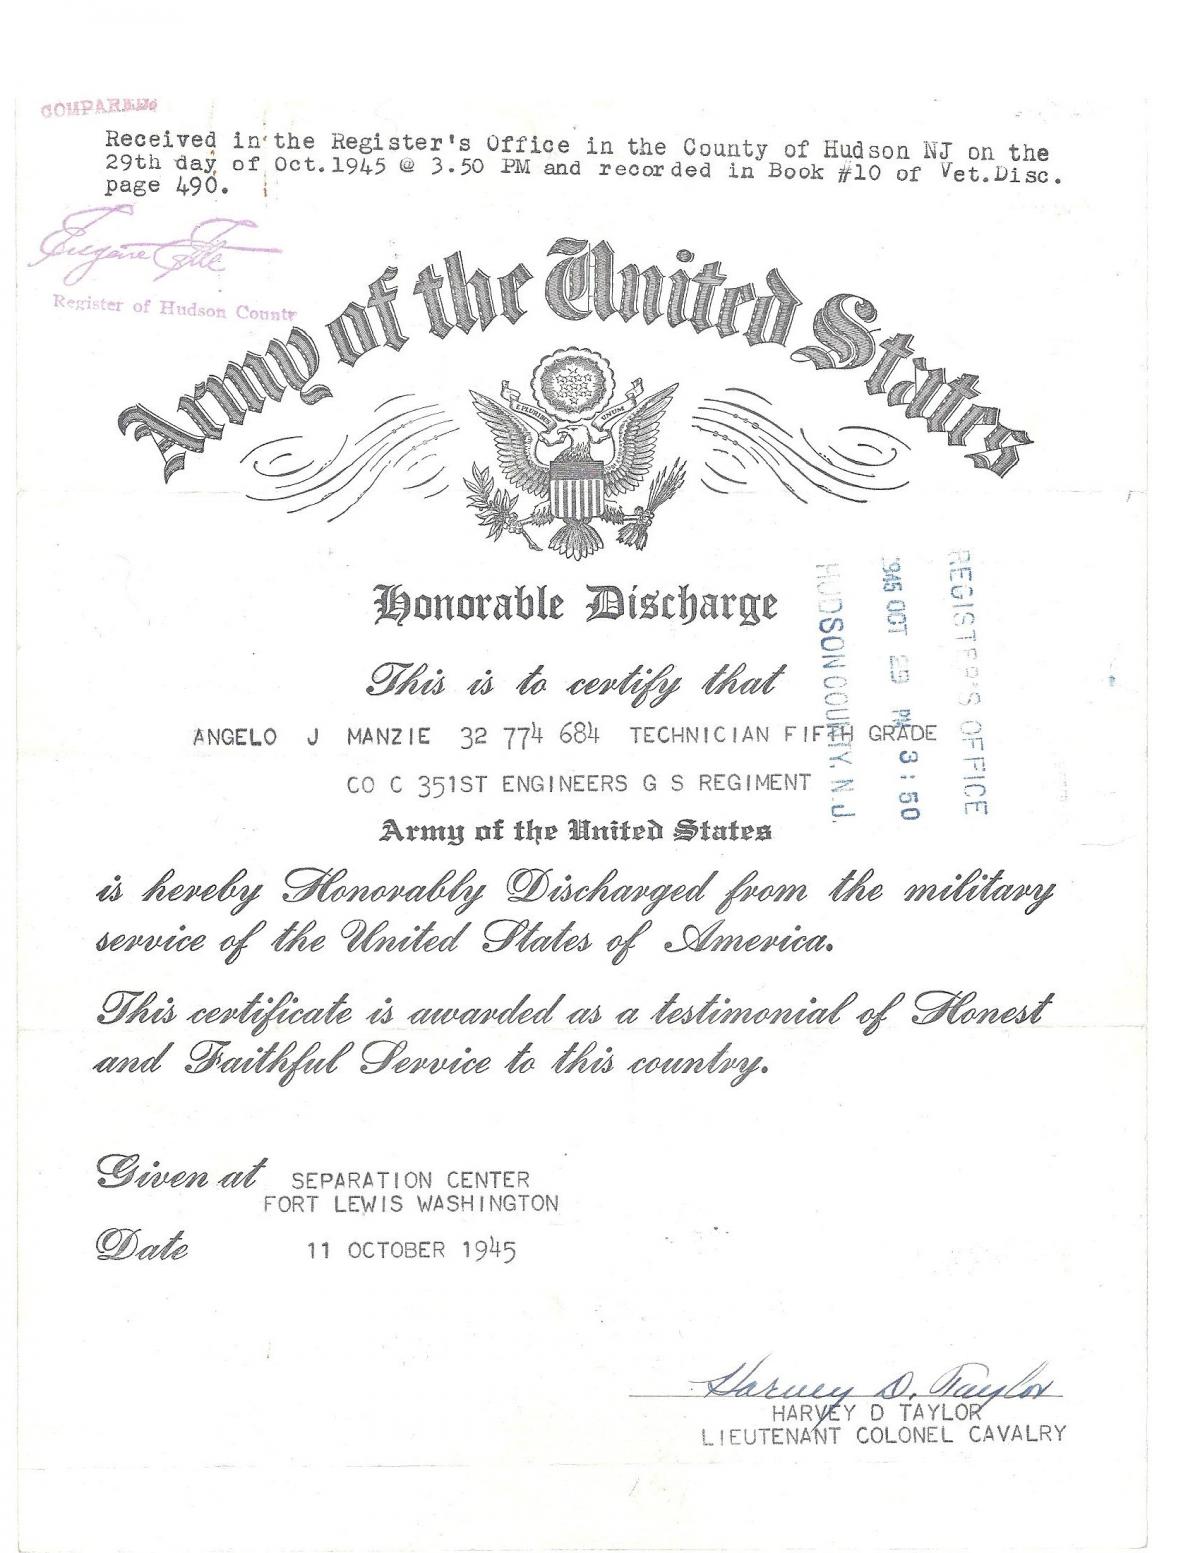 COMPARED.
Received in the Register's Office in the County of Hudson NJ on the
29th day of Oct.1945 @ 3.50 PM and recorded in Book #10 of Vet.Disc.
page 490.
Eugene
Register of Hudson County
Army of the United States
E PLURIBUS UNUM
Honorable Discharge
This is to certify that
ANGELO J MANZIE 32 774 684 TECHNICIAN FIFTH GRADE
CO C 351ST ENGINEERS G S REGIMENT
Army of the United States
is hereby Honorably Discharged from the military
service of the United States of America.
This certificate is awarded as a testimonial of Honest
and Faithful Service to this country.
Given at SEPARATION CENTER
FORT LEWIS WASHINGTON
Date 11 OCTOBER 1945
REGISTER'S OFFICE
1945 OCT 29 PM 3:50
HUDSON COUNTY, N.J.
Harvey D. Taylor
HARVEY D TAYLOR
LIEUTENANT COLONEL CAVALRY